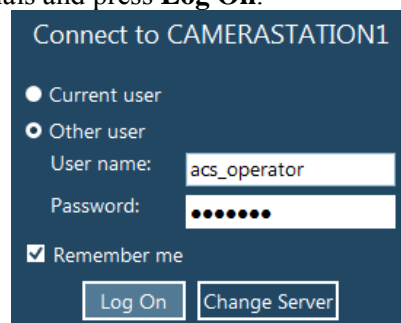 and press Log On.
Connect to CAMERASTATION1
Current user
Other user
User name:
acs_operator
Password:
●●●●●●●
Remember me
Log On
Change Server